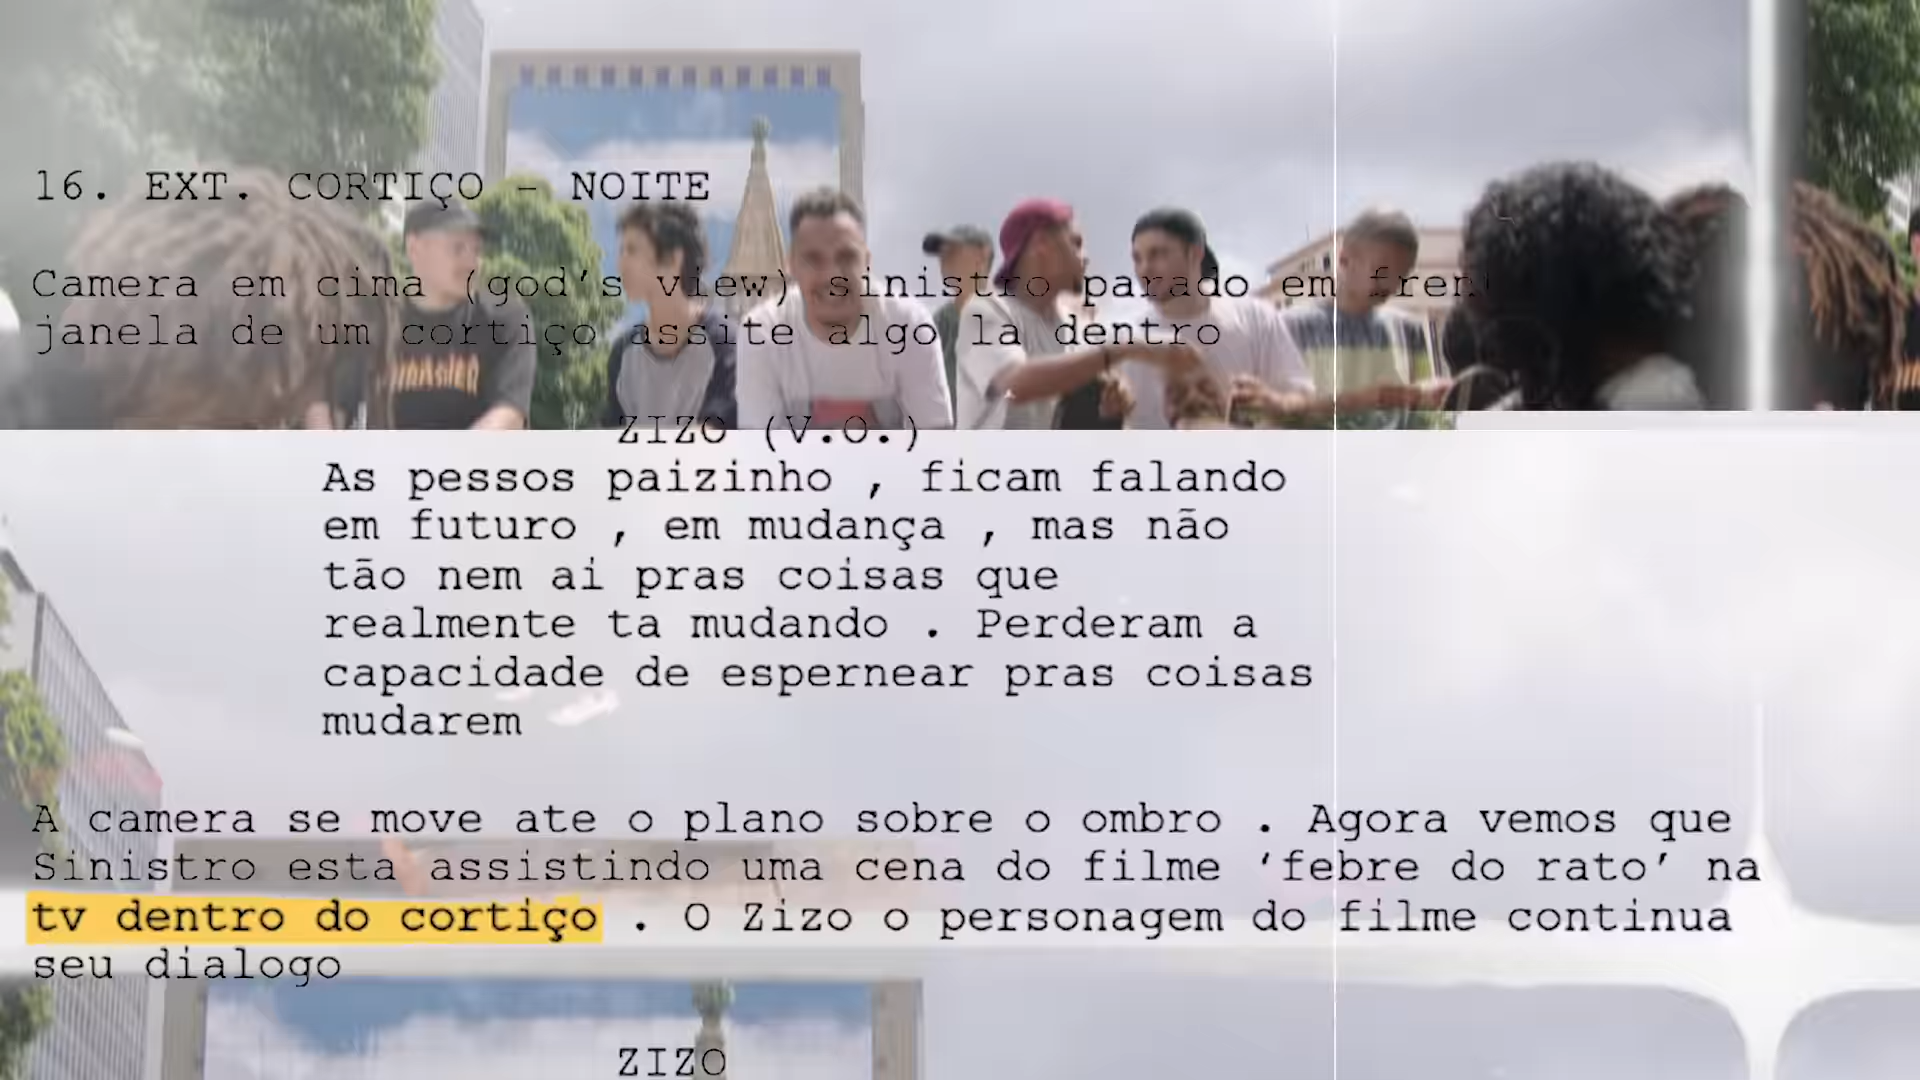 16. EXT. CORTIÇO - NOITE
Camera em cima (god's view) sinistro parado em
janela de um cortiço assite algo la dentro
THRASHER
ZIZO (V.O.)
As pessos paizinho , ficam falando
em futuro , em mudança , mas não
tão nem ai pras coisas que
realmente ta mudando . Perderam a
capacidade de espernear pras coisas
mudarem
A camera se move ate o plano sobre o ombro . Agora vemos que
Sinistro esta assistindo uma cena do filme ‘febre do rato’ na
tv dentro do cortiço . O Zizo o personagem do filme continua
seu dialogo
ZIZO